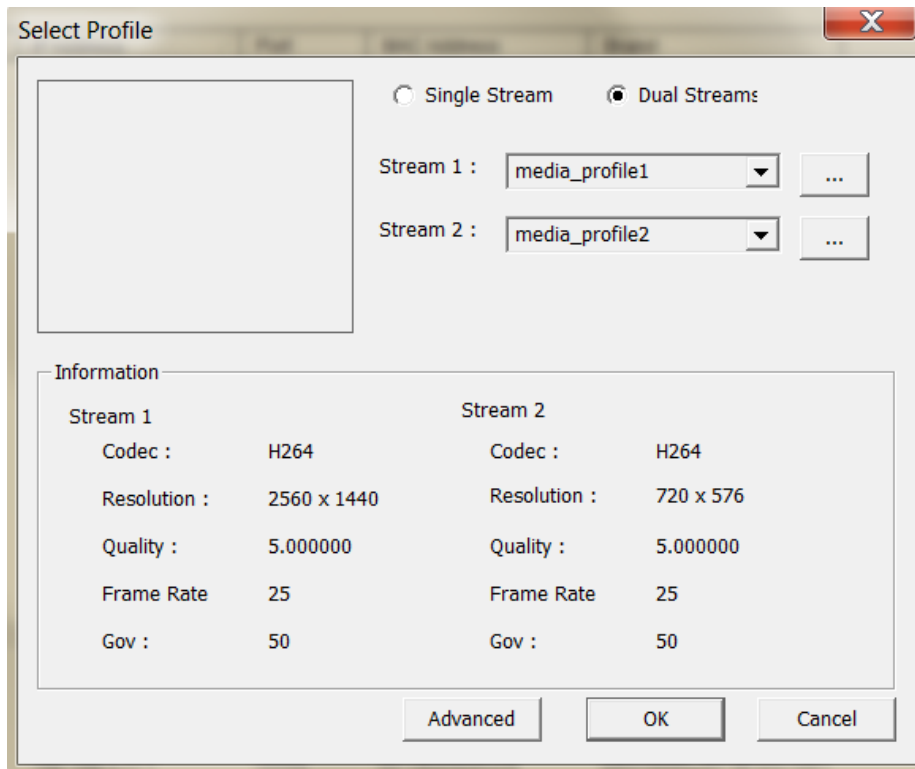 Select Profile
Single Stream
Dual Streams
Stream 1 :
media_profile1
...
Stream 2 :
media_profile2
...
Information
Stream 1
Codec : H264
Resolution : 2560 x 1440
Quality : 5.000000
Frame Rate 25
Gov : 50
Stream 2
Codec : H264
Resolution : 720 x 576
Quality : 5.000000
Frame Rate 25
Gov : 50
Advanced
OK
Cancel